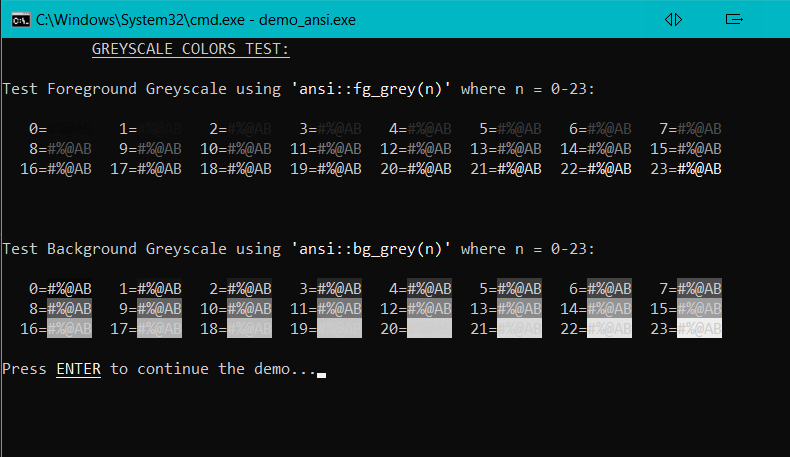 C:\Windows\System32\cmd.exe - demo_ansi.exe
GREYSCALE COLORS TEST:
Test Foreground Greyscale using 'ansi::fg_grey(n)' where n = 0-23:
0= 1=#%@AB 2=#%@AB 3=#%@AB 4=#%@AB 5=#%@AB 6=#%@AB 7=#%@AB
8=#%@AB 9=#%@AB 10=#%@AB 11=#%@AB 12=#%@AB 13=#%@AB 14=#%@AB 15=#%@AB
16=#%@AB 17=#%@AB 18=#%@AB 19=#%@AB 20=#%@AB 21=#%@AB 22=#%@AB 23=#%@AB
Test Background Greyscale using 'ansi::bg_grey(n)' where n = 0-23:
0=#%@AB 1=#%@AB 2=#%@AB 3=#%@AB 4=#%@AB 5=#%@AB 6=#%@AB 7=#%@AB
8=#%@AB 9=#%@AB 10=#%@AB 11=#%@AB 12=#%@AB 13=#%@AB 14=#%@AB 15=#%@AB
16=#%@AB 17=#%@AB 18=#%@AB 19= 20= 21=#%@AB 22=#%@AB 23=#%@AB
Press ENTER to continue the demo...